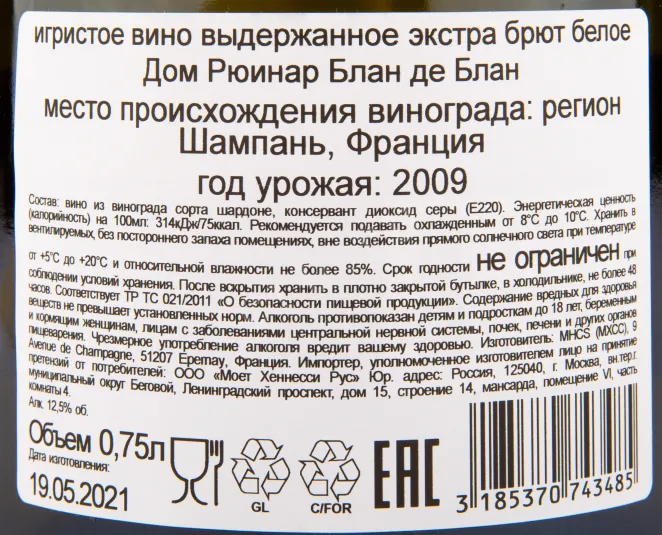 игристое вино выдержанное экстра брют белое
Дом Рюинар Блан де Блан
место происхождения винограда: регион
Шампань, Франция
год урожая: 2009
Состав: вино из винограда сорта шардоне, консервант диоксид серы (Е220). Энергетическая ценность
(калорийность) на 100мл: 314кДж/75ккал. Рекомендуется подавать охлажденным от 8°С до 10°С. Хранить в
вентилируемых, без постороннего запаха помещениях, вне воздействия прямого солнечного света при температуре
от +5°С до +20°С и относительной влажности не более 85%. Срок годности не ограничен при
соблюдении условий хранения. После вскрытия хранить в плотно закрытой бутылке, в холодильнике, не более 48
часов. Соответствует ТР ТС 021/2011 «О безопасности пищевой продукции». Содержание вредных для здоровья
веществ не превышает установленных норм. Алкоголь противопоказан детям и подросткам до 18 лет, беременным
и кормящим женщинам, лицам с заболеваниями центральной нервной системы, почек, печени и других органов
пищеварения. Чрезмерное употребление алкоголя вредит вашему здоровью. Изготовитель: MHCS (МХСС), 9
Avenue de Champagne, 51207 Epernay, Франция. Импортер, уполномоченное изготовителем лицо на принятие
претензий от потребителей: ООО «Моет Хеннесси Рус» Юр. адрес: Россия, 125040, г. Москва, вн.тер.г.
муниципальный округ Беговой, Ленинградский проспект, дом 15, строение 14, мансарда, помещение VI, часть
комнаты 4.
Алк. 12,5% об.
Объем 0,75л
Дата изготовления:
19.05.2021
GL
C/FOR
EAC
3 185370 743485